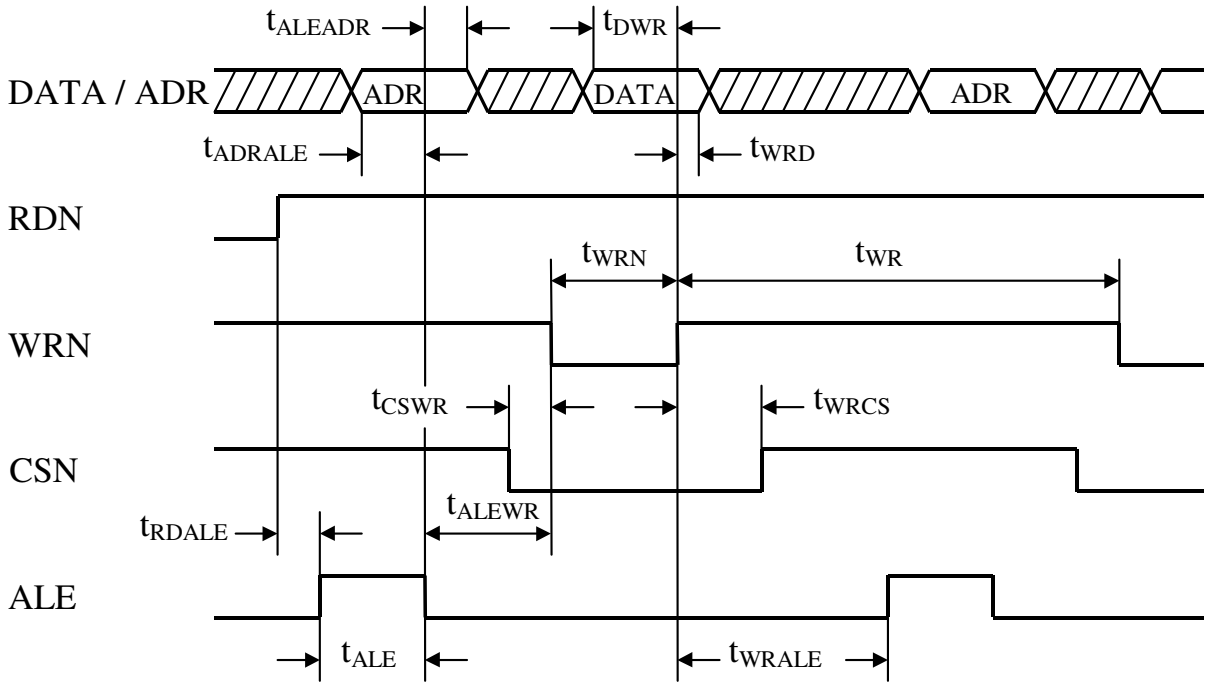 tALEADR
tDWR
DATA / ADR
ADR
DATA
ADR
tADRALE
tWRD
RDN
tWRN
tWR
WRN
tCSWR
tWRCS
CSN
tALEWR
tRDALE
ALE
tALE
tWRALE